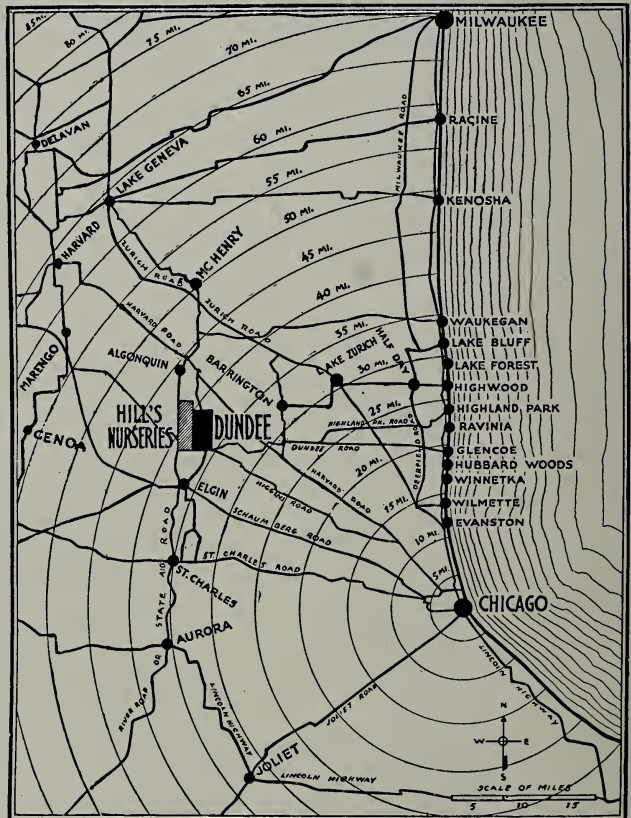 85 MI.
80 MI.
75 MI.
70 MI.
65 MI.
60 MI.
55 MI.
50 MI.
45 MI.
40 MI.
35 MI.
30 MI.
25 MI.
20 MI.
15 MI.
10 MI.
5 MI.
MILWAUKEE
RACINE
KENOSHA
WAUKEGAN
LAKE BLUFF
LAKE FOREST
HIGHWOOD
HIGHLAND PARK
RAVINIA
GLENCOE
HUBBARD WOODS
WINNETKA
WILMETTE
EVANSTON
CHICAGO
MILWAUKEE ROAD
DELAVAN
LAKE GENEVA
HARVARD
MCHENRY
ZURICH ROAD
ZURICH ROAD
HARVARD ROAD
MARENGO
ALGONQUIN
BARRINGTON
LAKE ZURICH
HALF DAY
GENOA
HILL'S
NURSERIES
DUNDEE
HIGHLAND PK. ROAD
DUNDEE ROAD
DEERFIELD ROAD
ELGIN
HIGGINS ROAD
HARVARD ROAD
SCHAUMBERG ROAD
ST. CHARLES ROAD
ST. CHARLES
AURORA
RIVER ROAD OR STATE AID ROAD
LINCOLN HIGHWAY
JOLIET ROAD
JOLIET
LINCOLN HIGHWAY
LINCOLN HIGHWAY
N
W E
S
SCALE OF MILES
5 10 15